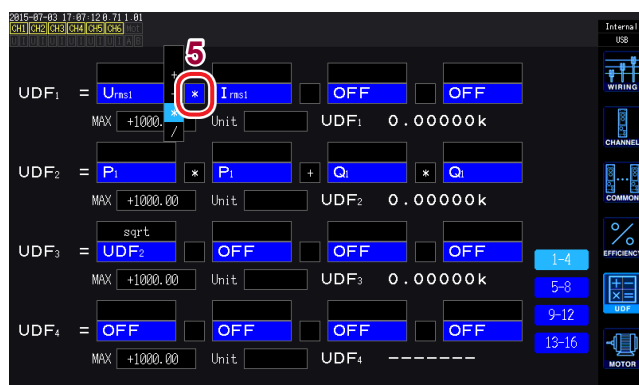 2015-07-03 17:07:12 0.71 1.01
CH1 CH2 CH3 CH4 CH5 CH6 Mot
U I U I U I U I U I U I A B
Internal
USB
5
+
-
*
/
UDF1 = Urms1 * Irms1 OFF OFF
MAX +1000. Unit UDF1 0.00000k
UDF2 = P1 * P1 + Q1 * Q1
MAX +1000.00 Unit UDF2 0.00000k
sqrt
UDF3 = UDF2 OFF OFF OFF
MAX +1000.00 Unit UDF3 0.00000k
UDF4 = OFF OFF OFF OFF
MAX +1000.00 Unit UDF4 -------
1-4
5-8
9-12
13-16
WIRING
CHANNEL
COMMON
EFFICIENCY
UDF
MOTOR